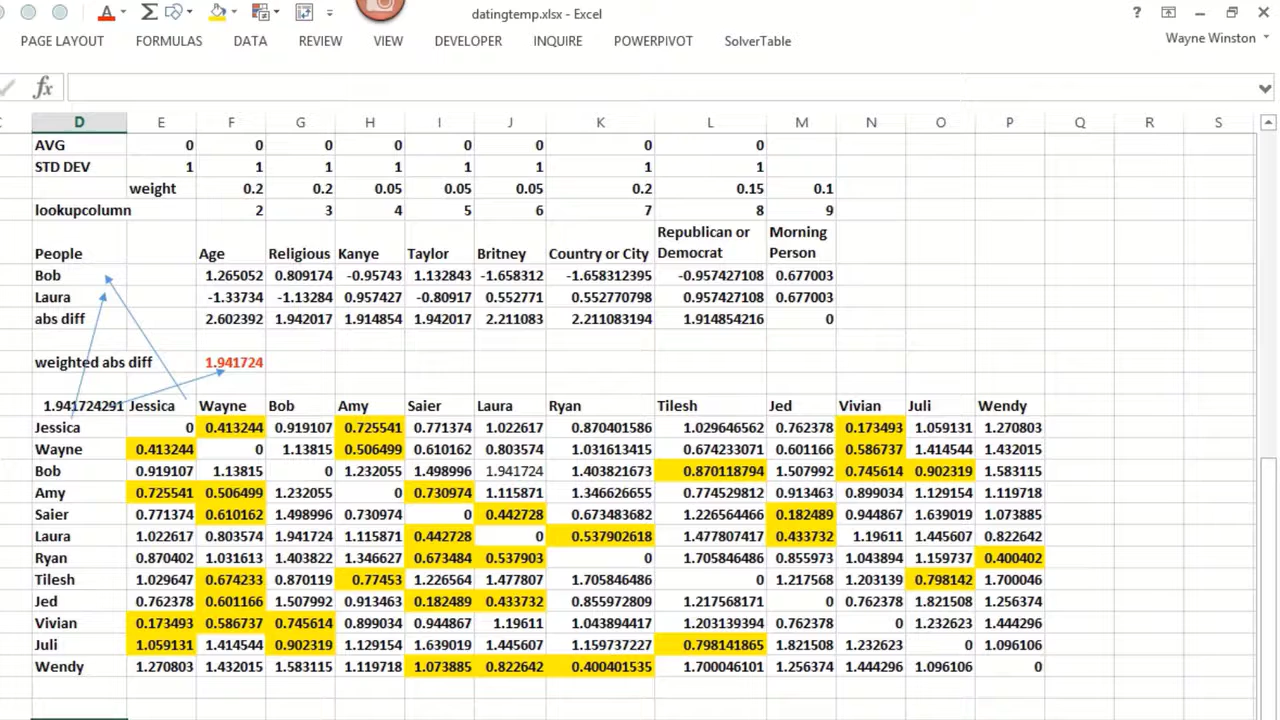 datingtemp.xlsx - Excel
?
PAGE LAYOUT FORMULAS DATA REVIEW VIEW DEVELOPER INQUIRE POWERPIVOT SolverTable Wayne Winston
fx
D E F G H I J K L M N O P Q R S
AVG 0 0 0 0 0 0 0 0
STD DEV 1 1 1 1 1 1 1 1
weight 0.2 0.2 0.05 0.05 0.05 0.2 0.15 0.1
lookupcolumn 2 3 4 5 6 7 8 9
People Age Religious Kanye Taylor Britney Country or City Republican or Democrat Morning Person
Bob 1.265052 0.809174 -0.95743 1.132843 -1.658312 -1.658312395 -0.957427108 0.677003
Laura -1.33734 -1.13284 0.957427 -0.80917 0.552771 0.552770798 0.957427108 0.677003
abs diff 2.602392 1.942017 1.914854 1.942017 2.211083 2.211083194 1.914854216 0
weighted abs diff 1.941724
1.941724291 Jessica Wayne Bob Amy Saier Laura Ryan Tilesh Jed Vivian Juli Wendy
Jessica 0 0.413244 0.919107 0.725541 0.771374 1.022617 0.870401586 1.029646562 0.762378 0.173493 1.059131 1.270803
Wayne 0.413244 0 1.13815 0.506499 0.610162 0.803574 1.031613415 0.674233071 0.601166 0.586737 1.414544 1.432015
Bob 0.919107 1.13815 0 1.232055 1.498996 1.941724 1.403821673 0.870118794 1.507992 0.745614 0.902319 1.583115
Amy 0.725541 0.506499 1.232055 0 0.730974 1.115871 1.346626655 0.774529812 0.913463 0.899034 1.129154 1.119718
Saier 0.771374 0.610162 1.498996 0.730974 0 0.442728 0.673483682 1.226564466 0.182489 0.944867 1.639019 1.073885
Laura 1.022617 0.803574 1.941724 1.115871 0.442728 0 0.537902618 1.477807417 0.433732 1.19611 1.445607 0.822642
Ryan 0.870402 1.031613 1.403822 1.346627 0.673484 0.537903 0 1.705846486 0.855973 1.043894 1.159737 0.400402
Tilesh 1.029647 0.674233 0.870119 0.77453 1.226564 1.477807 1.705846486 0 1.217568 1.203139 0.798142 1.700046
Jed 0.762378 0.601166 1.507992 0.913463 0.182489 0.433732 0.855972809 1.217568171 0 0.762378 1.821508 1.256374
Vivian 0.173493 0.586737 0.745614 0.899034 0.944867 1.19611 1.043894417 1.203139394 0.762378 0 1.232623 1.444296
Juli 1.059131 1.414544 0.902319 1.129154 1.639019 1.445607 1.159737227 0.798141865 1.821508 1.232623 0 1.096106
Wendy 1.270803 1.432015 1.583115 1.119718 1.073885 0.822642 0.400401535 1.700046101 1.256374 1.444296 1.096106 0